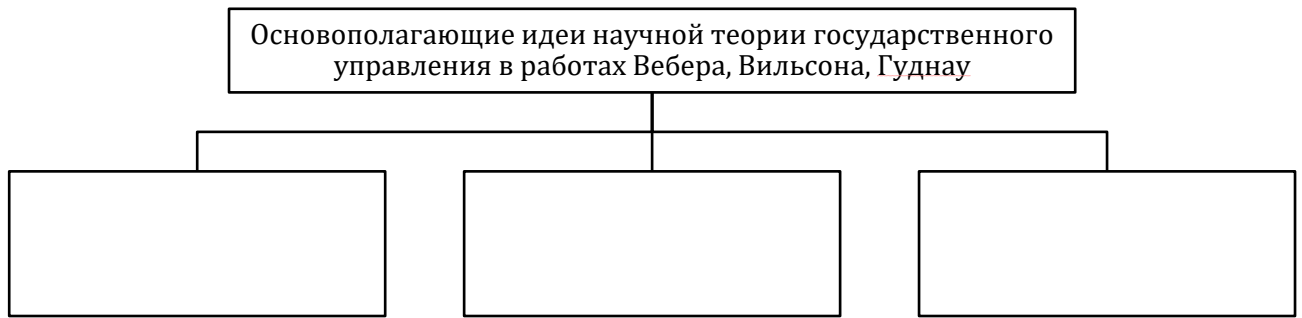 Основополагающие идеи научной теории государственного
управления в работах Вебера, Вильсона, Гуднау